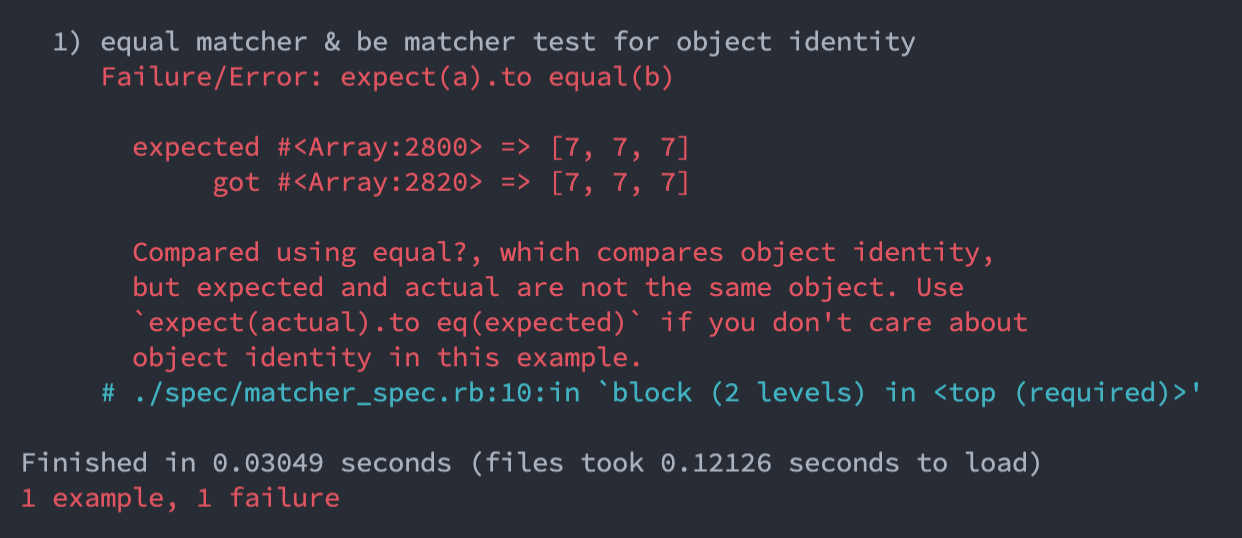 1) equal matcher & be matcher test for object identity
Failure/Error: expect(a).to equal(b)
expected #<Array:2800> => [7, 7, 7]
got #<Array:2820> => [7, 7, 7]
Compared using equal?, which compares object identity,
but expected and actual are not the same object. Use
`expect(actual).to eq(expected)` if you don't care about
object identity in this example.
# ./spec/matcher_spec.rb:10:in `block (2 levels) in <top (required)>'
Finished in 0.03049 seconds (files took 0.12126 seconds to load)
1 example, 1 failure